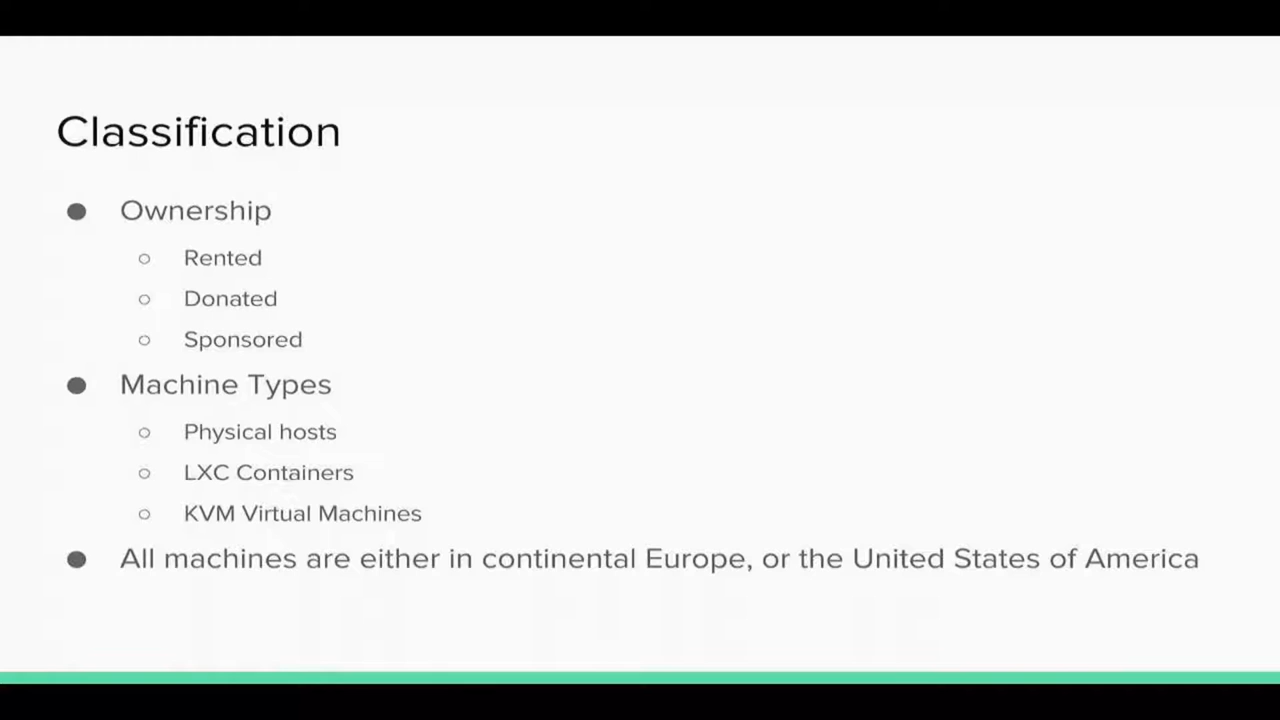 Classification
● Ownership
○ Rented
○ Donated
○ Sponsored
● Machine Types
○ Physical hosts
○ LXC Containers
○ KVM Virtual Machines
● All machines are either in continental Europe, or the United States of America